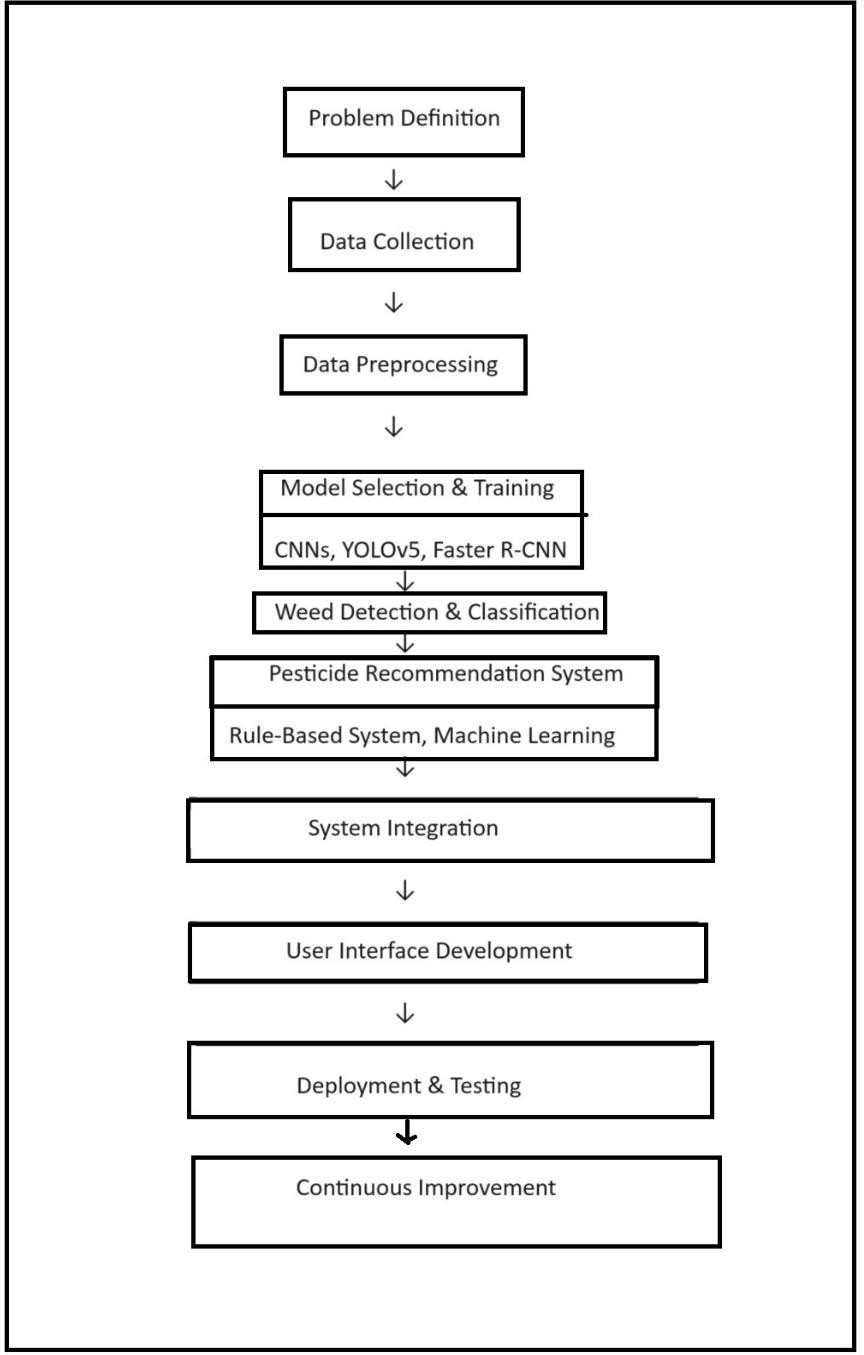 Problem Definition
Data Collection
Data Preprocessing
Model Selection & Training
CNNs, YOLOv5, Faster R-CNN
Weed Detection & Classification
Pesticide Recommendation System
Rule-Based System, Machine Learning
System Integration
User Interface Development
Deployment & Testing
Continuous Improvement